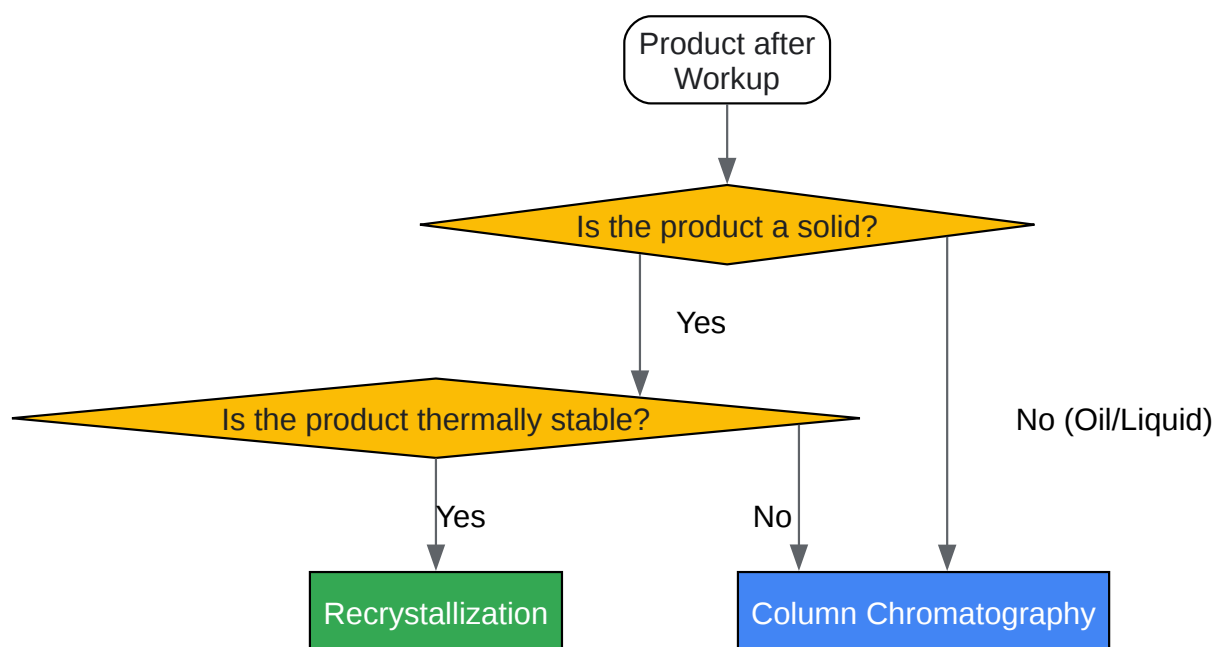 Product after
Workup
Is the product a solid?
Yes
Is the product thermally stable?
No (Oil/Liquid)
Yes
No
Recrystallization
Column Chromatography